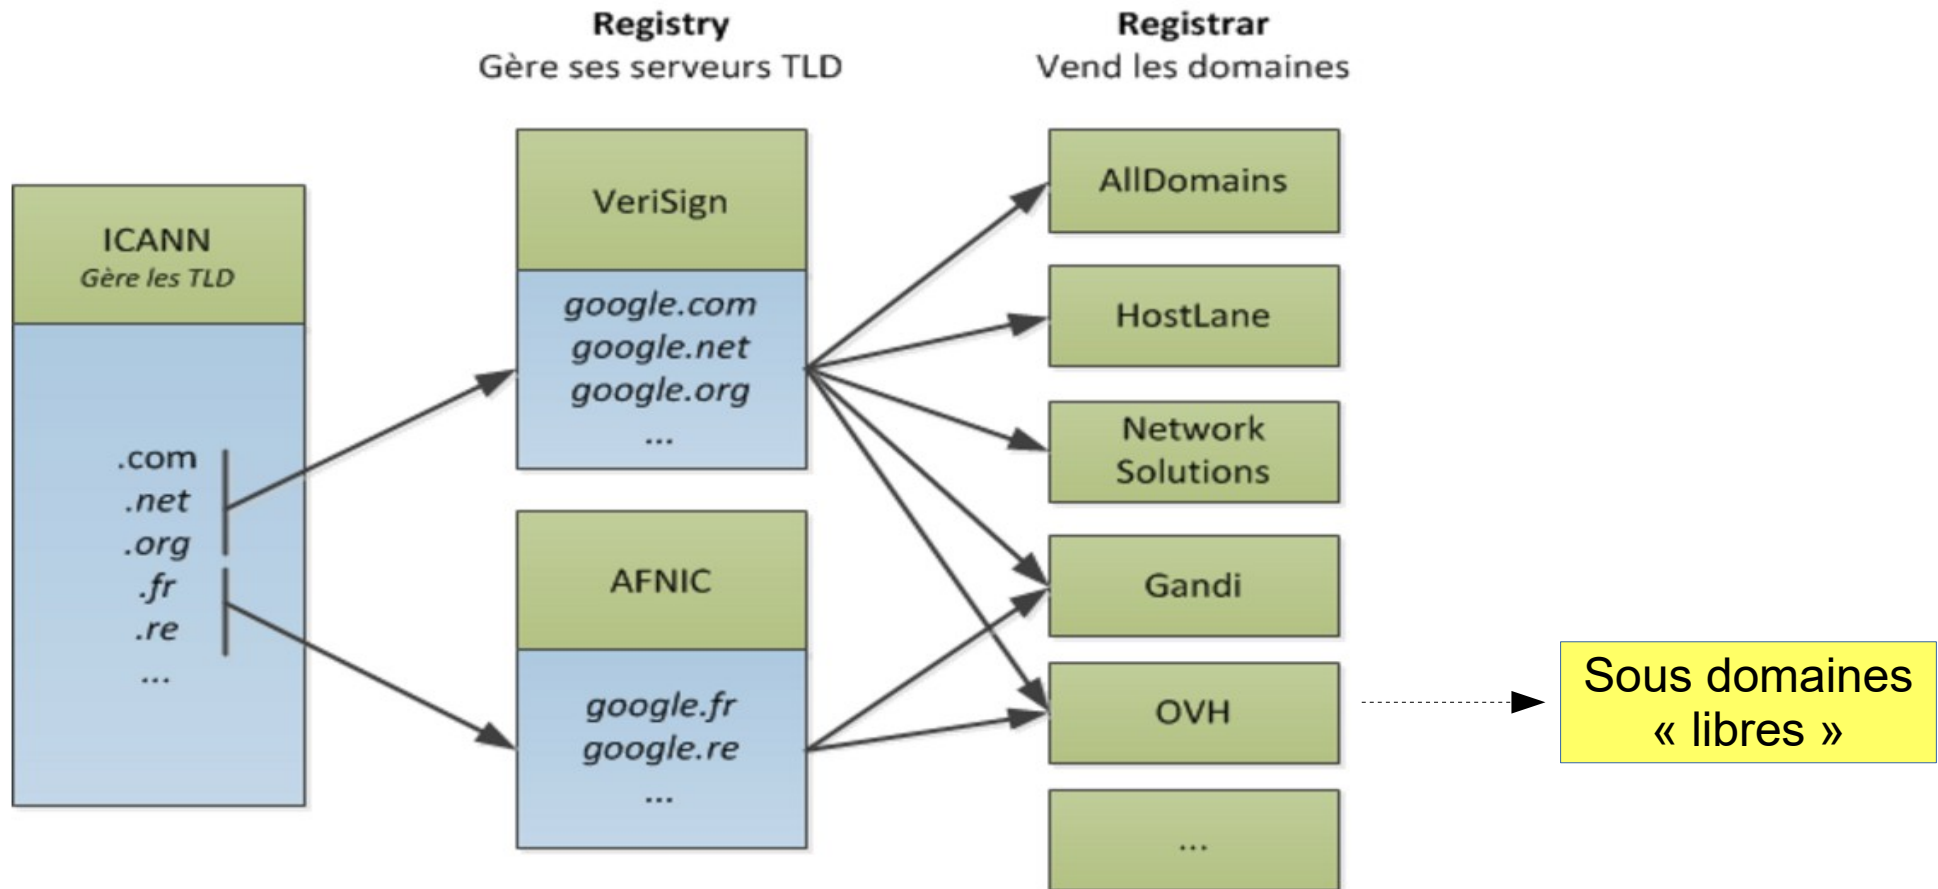 Registry
Gère ses serveurs TLD
Registrar
Vend les domaines
ICANN
Gère les TLD
.com
.net
.org
.fr
.re
...
VeriSign
google.com
google.net
google.org
...
AFNIC
google.fr
google.re
...
AllDomains
HostLane
Network
Solutions
Gandi
OVH
...
Sous domaines
« libres »